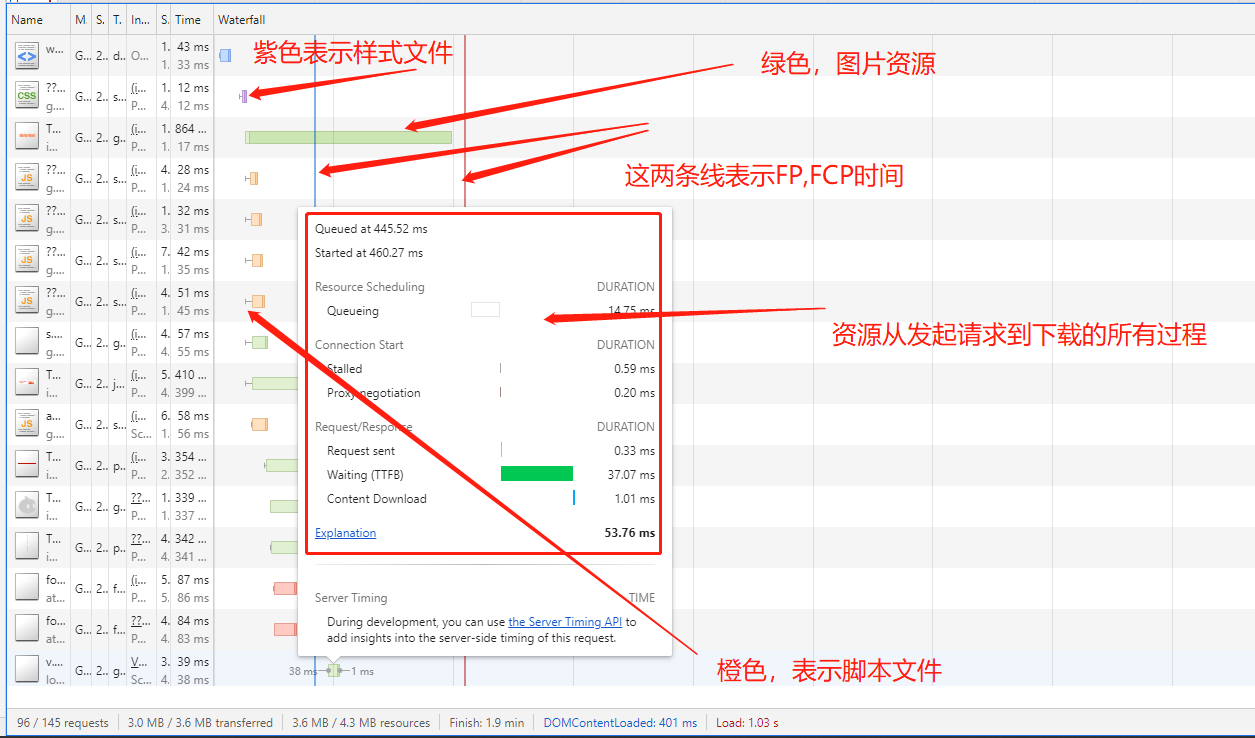 Name M. S. T. In... S. Time Waterfall
w... G... 2.. d.. O... 1. 43 ms
1. 33 ms
紫色表示样式文件
绿色，图片资源
CSS ??... G... 2.. s... (i... 1. 12 ms
g.... P... 4. 12 ms
T... G... 2.. g.. (i... 1. 864 ...
i... P... 1. 17 ms
JS ??... G... 2.. s... (i... 4. 28 ms
g.... P... 1. 24 ms
这两条线表示FP,FCP时间
JS ??... G... 2.. s... (i... 1. 32 ms
g.... P... 3. 31 ms
JS ??... G... 2.. s... (i... 7. 42 ms
g.... P... 1. 35 ms
JS ??... G... 2.. s... (i... 4. 51 ms
g.... P... 1. 45 ms
s... G... 2.. g.. (i... 4. 57 ms
g.... P... 4. 55 ms
T... G... 2.. j... (i... 5. 410 ...
i... P... 4. 399 ...
JS a... G... 2.. s... (i... 6. 58 ms
g.... Sc... 1. 56 ms
T... G... 2.. p.. (i... 3. 354 ...
i... P... 2. 352 ...
T... G... 2.. g.. ??... 1. 339 ...
i... P... 1. 337 ...
T... G... 2.. p.. ??... 4. 342 ...
i... P... 4. 341 ...
fo... G... 2.. f... (i... 5. 87 ms
at... P... 5. 86 ms
fo... G... 2.. f... ??... 4. 84 ms
at... P... 4. 83 ms
v... G... 2.. g.. V... 3. 39 ms
lo... Sc... 4. 38 ms
Queued at 445.52 ms
Started at 460.27 ms
Resource Scheduling DURATION
Queueing 14.75 ms
资源从发起请求到下载的所有过程
Connection Start DURATION
Stalled 0.59 ms
Proxy negotiation 0.20 ms
Request/Response DURATION
Request sent 0.33 ms
Waiting (TTFB) 37.07 ms
Content Download 1.01 ms
Explanation 53.76 ms
Server Timing TIME
During development, you can use the Server Timing API to
add insights into the server-side timing of this request.
38 ms 1 ms
橙色，表示脚本文件
96 / 145 requests 3.0 MB / 3.6 MB transferred 3.6 MB / 4.3 MB resources Finish: 1.9 min DOMContentLoaded: 401 ms Load: 1.03 s